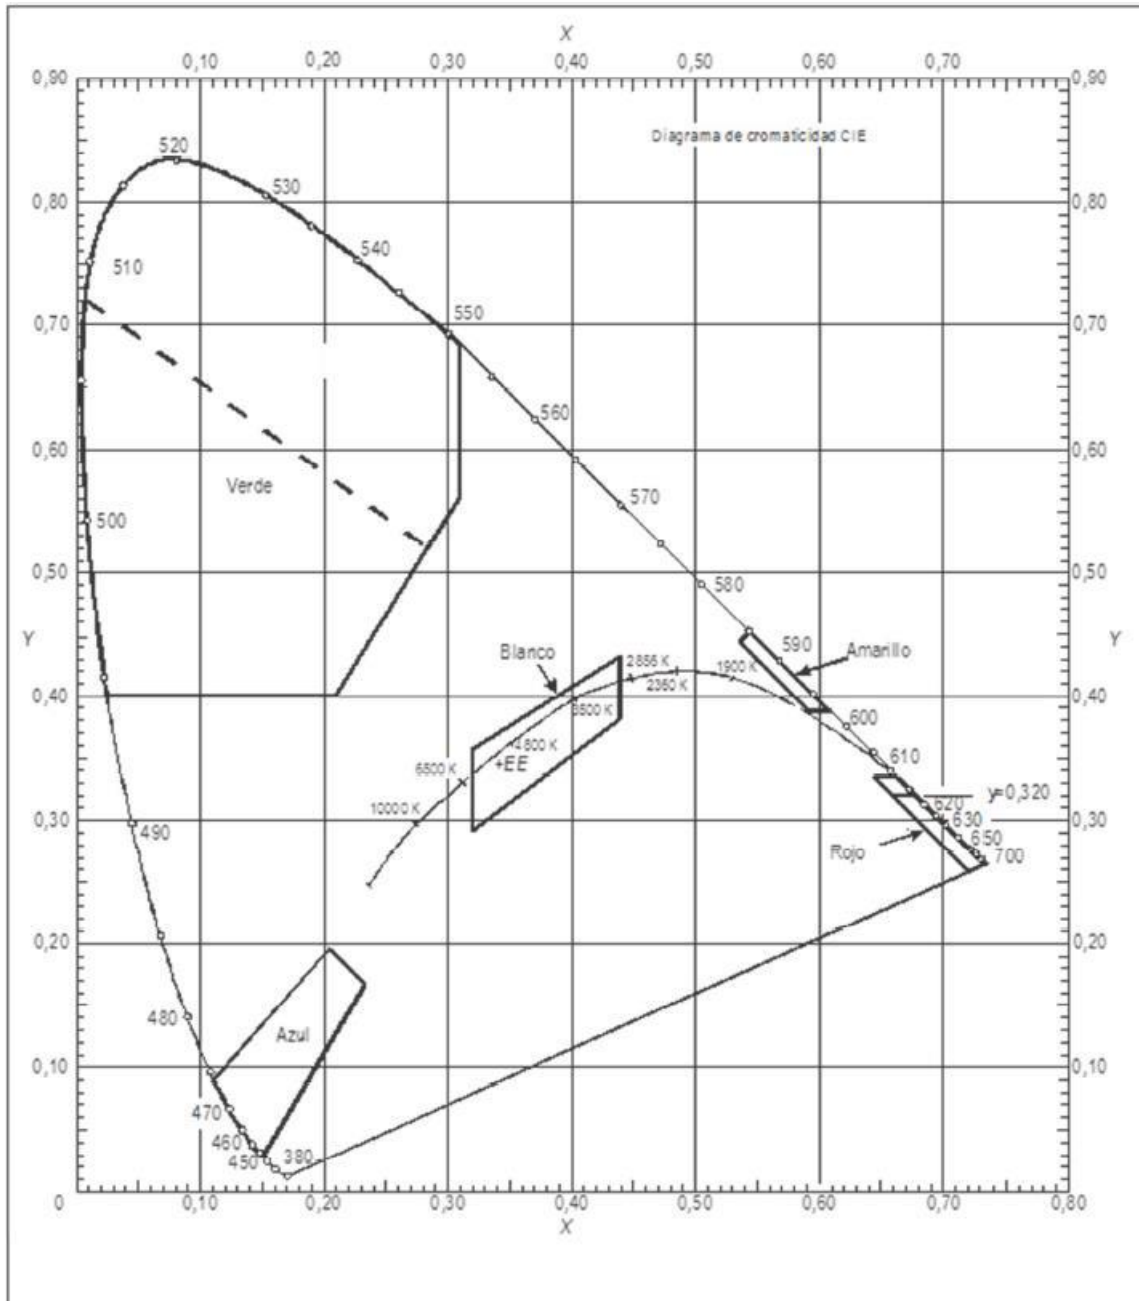 X
0,10 0,20 0,30 0,40 0,50 0,60 0,70
0,90 0,90
Diagrama de cromaticidad CIE
520
0,80 530 0,80
540
510
550
0,70 0,70
560
0,60 0,60
Verde
570
500
0,50 580 0,50
Y Y
590
Blanco Amarillo
2856 K
1900 K
2360 K
0,40 0,40
3500 K 600
4800 K
610
6500 K +EE
y=0,320
10000 K 620
0,30 630 0,30
490 650
Rojo 700
0,20 0,20
480
Azul
0,10 0,10
470
460
450 380
0 0,10 0,20 0,30 0,40 0,50 0,60 0,70 0,80
X